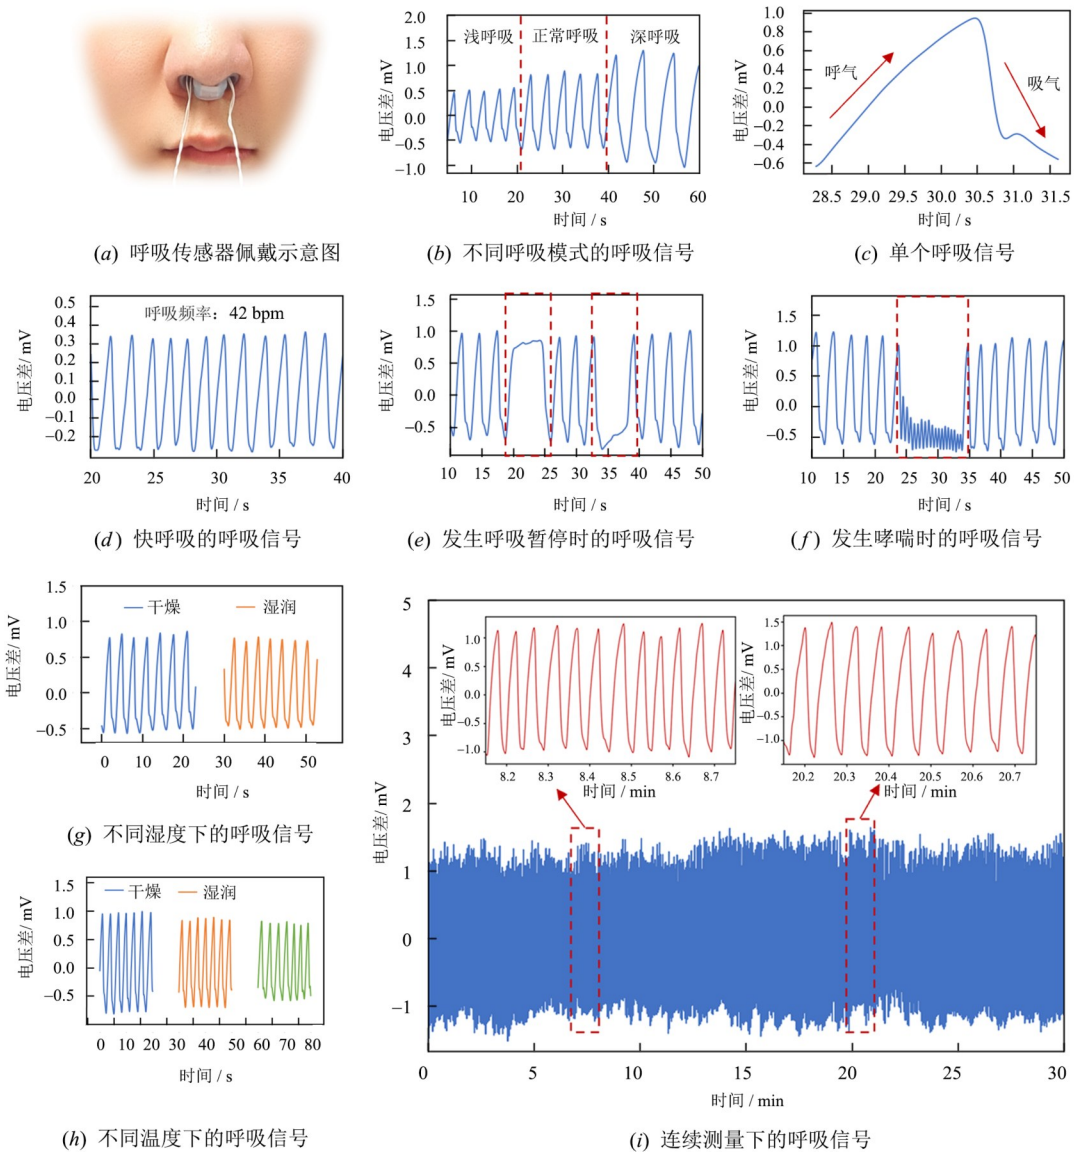 2.0
1.5
1.0
0.5
0.0
−0.5
−1.0
电压差/ mV
浅呼吸
正常呼吸
深呼吸
10 20 30 40 50 60
时间 / s
1.0
0.8
0.6
0.4
0.2
0.0
−0.2
−0.4
−0.6
电压差/ mV
呼气
吸气
28.5 29.0 29.5 30.0 30.5 31.0 31.5
时间 / s
(a) 呼吸传感器佩戴示意图
(b) 不同呼吸模式的呼吸信号
(c) 单个呼吸信号
0.5
0.4
0.3
0.2
0.1
0.0
−0.1
−0.2
电压差/ mV
呼吸频率：42 bpm
20 25 30 35 40
时间 / s
1.5
1.0
0.5
0.0
−0.5
电压差/ mV
10 15 20 25 30 35 40 45 50
时间 / s
1.5
1.0
0.5
0.0
−0.5
电压差/ mV
10 15 20 25 30 35 40 45 50
时间 / s
(d) 快呼吸的呼吸信号
(e) 发生呼吸暂停时的呼吸信号
(f) 发生哮喘时的呼吸信号
1.5
1.0
0.5
0.0
−0.5
电压差/ mV
干燥 湿润
0 10 20 30 40 50
时间 / s
(g) 不同湿度下的呼吸信号
1.5
1.0
0.5
0.0
−0.5
电压差/ mV
干燥 湿润
0 10 20 30 40 50 60 70 80
时间 / s
(h) 不同温度下的呼吸信号
5
4
3
2
1
0
−1
电压差/ mV
1.0
0.5
0.0
−0.5
−1.0
电压差/ mV
8.2 8.3 8.4 8.5 8.6 8.7
时间 / min
1.5
1.0
0.5
0.0
−0.5
−1.0
电压差/ mV
20.2 20.3 20.4 20.5 20.6 20.7
时间 / min
0 5 10 15 20 25 30
时间 / min
(i) 连续测量下的呼吸信号